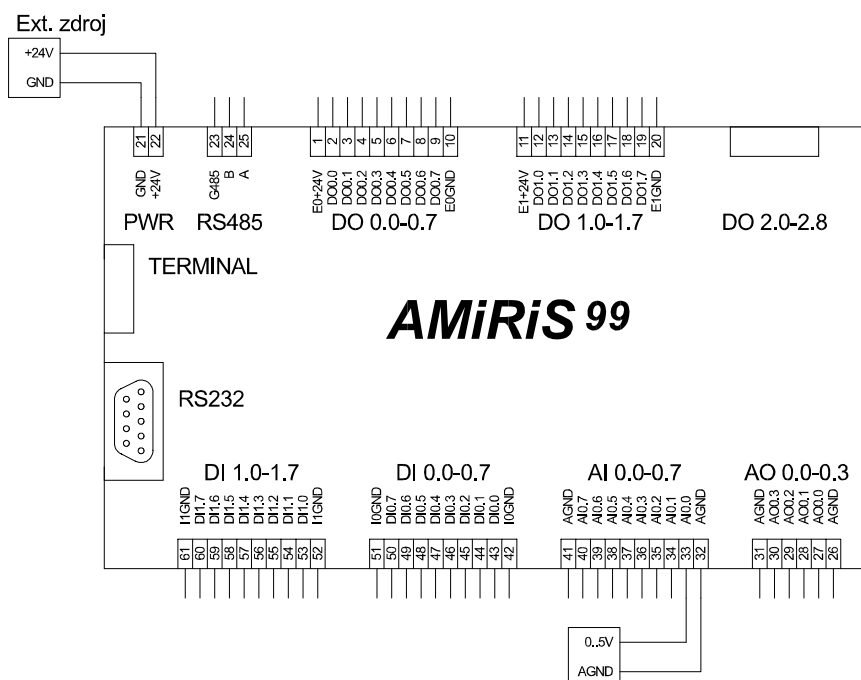 Ext. zdroj
+24V
GND
21 22 23 24 25 1 2 3 4 5 6 7 8 9 10 11 12 13 14 15 16 17 18 19 20
GND +24V G485 B A E0+24V DO0.0 DO0.1 DO0.2 DO0.3 DO0.4 DO0.5 DO0.6 DO0.7 E0GND E1+24V DO1.0 DO1.1 DO1.2 DO1.3 DO1.4 DO1.5 DO1.6 DO1.7 E1GND
PWR RS485 DO 0.0-0.7 DO 1.0-1.7 DO 2.0-2.8
TERMINAL
AMiRiS 99
RS232
DI 1.0-1.7 DI 0.0-0.7 AI 0.0-0.7 AO 0.0-0.3
I1GND DI1.7 DI1.6 DI1.5 DI1.4 DI1.3 DI1.2 DI1.1 DI1.0 I1GND I0GND DI0.7 DI0.6 DI0.5 DI0.4 DI0.3 DI0.2 DI0.1 DI0.0 I0GND AGND AI0.7 AI0.6 AI0.5 AI0.4 AI0.3 AI0.2 AI0.1 AI0.0 AGND AGND AO0.3 AO0.2 AO0.1 AO0.0 AGND
61 60 59 58 57 56 55 54 53 52 51 50 49 48 47 46 45 44 43 42 41 40 39 38 37 36 35 34 33 32 31 30 29 28 27 26
0..5V
AGND